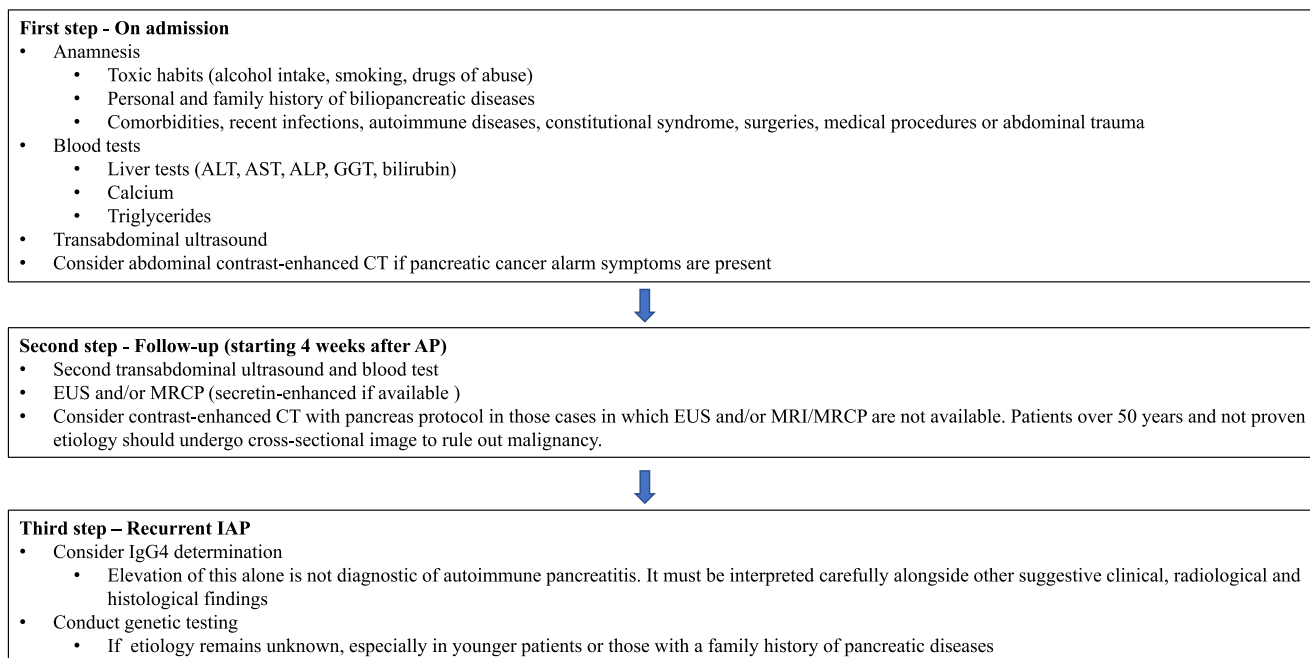 First step - On admission
• Anamnesis
• Toxic habits (alcohol intake, smoking, drugs of abuse)
• Personal and family history of biliopancreatic diseases
• Comorbidities, recent infections, autoimmune diseases, constitutional syndrome, surgeries, medical procedures or abdominal trauma
• Blood tests
• Liver tests (ALT, AST, ALP, GGT, bilirubin)
• Calcium
• Triglycerides
• Transabdominal ultrasound
• Consider abdominal contrast-enhanced CT if pancreatic cancer alarm symptoms are present
Second step - Follow-up (starting 4 weeks after AP)
• Second transabdominal ultrasound and blood test
• EUS and/or MRCP (secretin-enhanced if available )
• Consider contrast-enhanced CT with pancreas protocol in those cases in which EUS and/or MRI/MRCP are not available. Patients over 50 years and not proven
etiology should undergo cross-sectional image to rule out malignancy.
Third step – Recurrent IAP
• Consider IgG4 determination
• Elevation of this alone is not diagnostic of autoimmune pancreatitis. It must be interpreted carefully alongside other suggestive clinical, radiological and
histological findings
• Conduct genetic testing
• If etiology remains unknown, especially in younger patients or those with a family history of pancreatic diseases